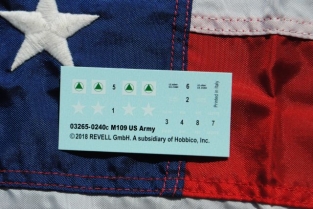 5
6
2
1
3 4 8 7
Printed in Italy
03265-0240c M109 US Army
©2018 REVELL GmbH. A subsidiary of Hobbico, Inc.